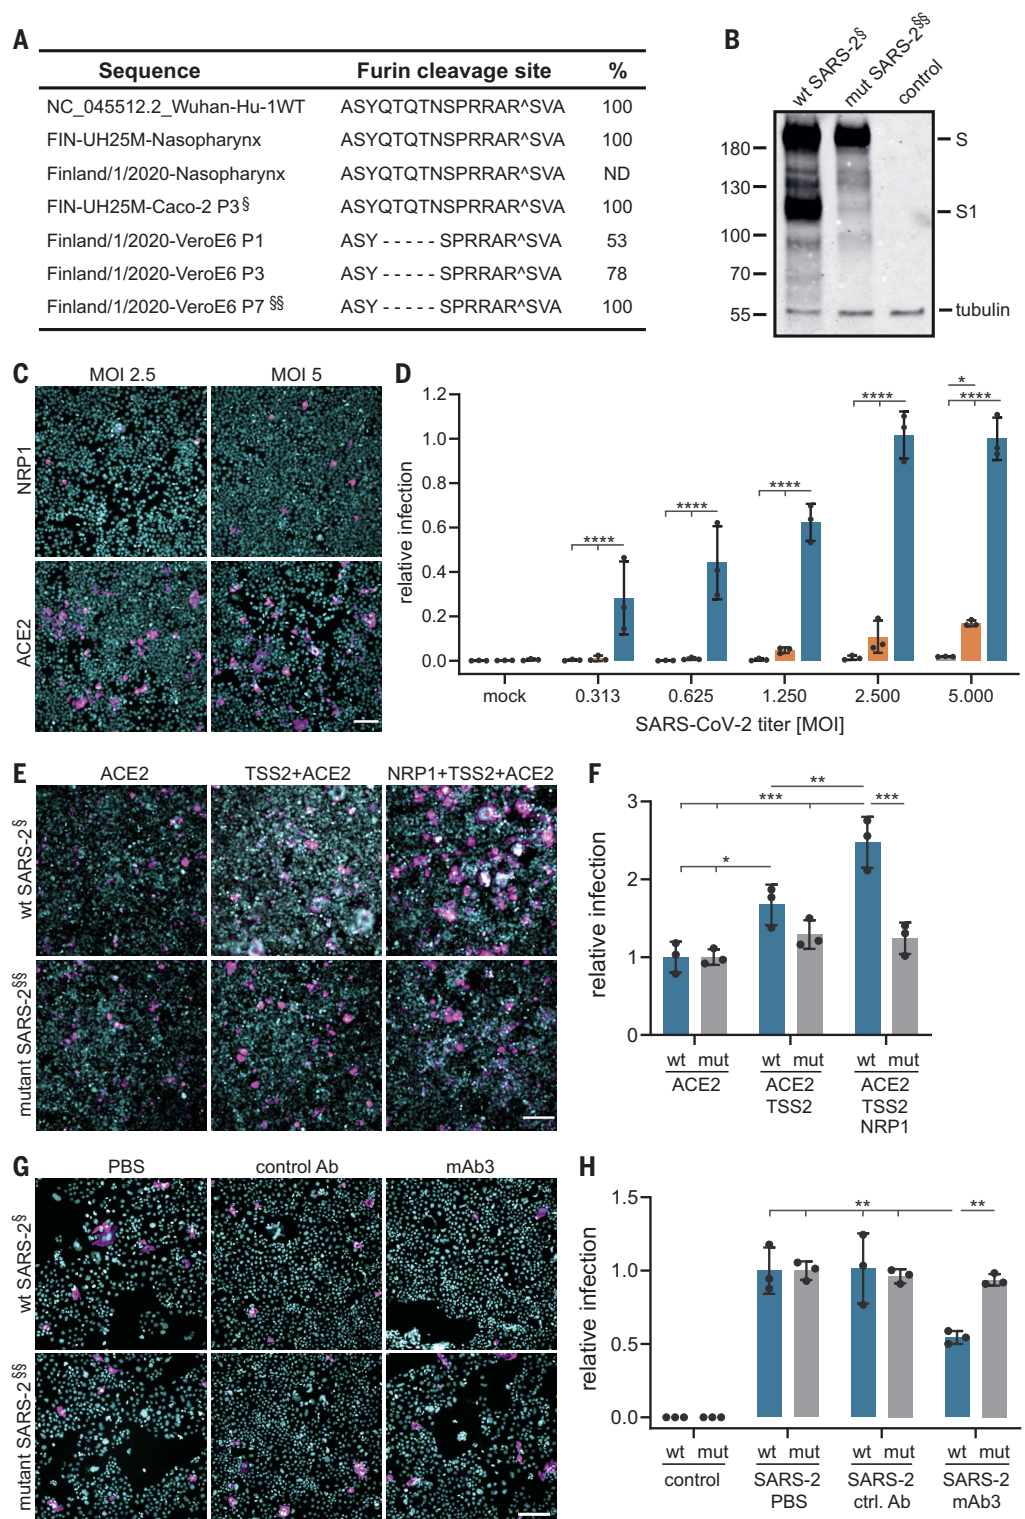 A
Sequence Furin cleavage site %
NC_045512.2_Wuhan-Hu-1WT ASYQTQTNSPRRAR^SVA 100
FIN-UH25M-Nasopharynx ASYQTQTNSPRRAR^SVA 100
Finland/1/2020-Nasopharynx ASYQTQTNSPRRAR^SVA ND
FIN-UH25M-Caco-2 P3§ ASYQTQTNSPRRAR^SVA 100
Finland/1/2020-VeroE6 P1 ASY - - - - - SPRRAR^SVA 53
Finland/1/2020-VeroE6 P3 ASY - - - - - SPRRAR^SVA 78
Finland/1/2020-VeroE6 P7 §§ ASY - - - - - SPRRAR^SVA 100
B
wt SARS-2§
mut SARS-2§§
control
180
130
100
70
55
S
S1
tubulin
C
MOI 2.5 MOI 5
NRP1
ACE2
D
relative infection
1.2
1.0
0.8
0.6
0.4
0.2
0.0
****
****
****
****
*
****
mock 0.313 0.625 1.250 2.500 5.000
SARS-CoV-2 titer [MOI]
E
ACE2 TSS2+ACE2 NRP1+TSS2+ACE2
wt SARS-2§
mutant SARS-2§§
F
relative infection
3
2
1
0
**
*** ***
*
wt mut wt mut wt mut
ACE2 ACE2 ACE2
TSS2 TSS2
NRP1
G
PBS control Ab mAb3
wt SARS-2§
mutant SARS-2§§
H
relative infection
1.5
1.0
0.5
0.0
** **
wt mut wt mut wt mut wt mut
control SARS-2 SARS-2 SARS-2
PBS ctrl. Ab mAb3